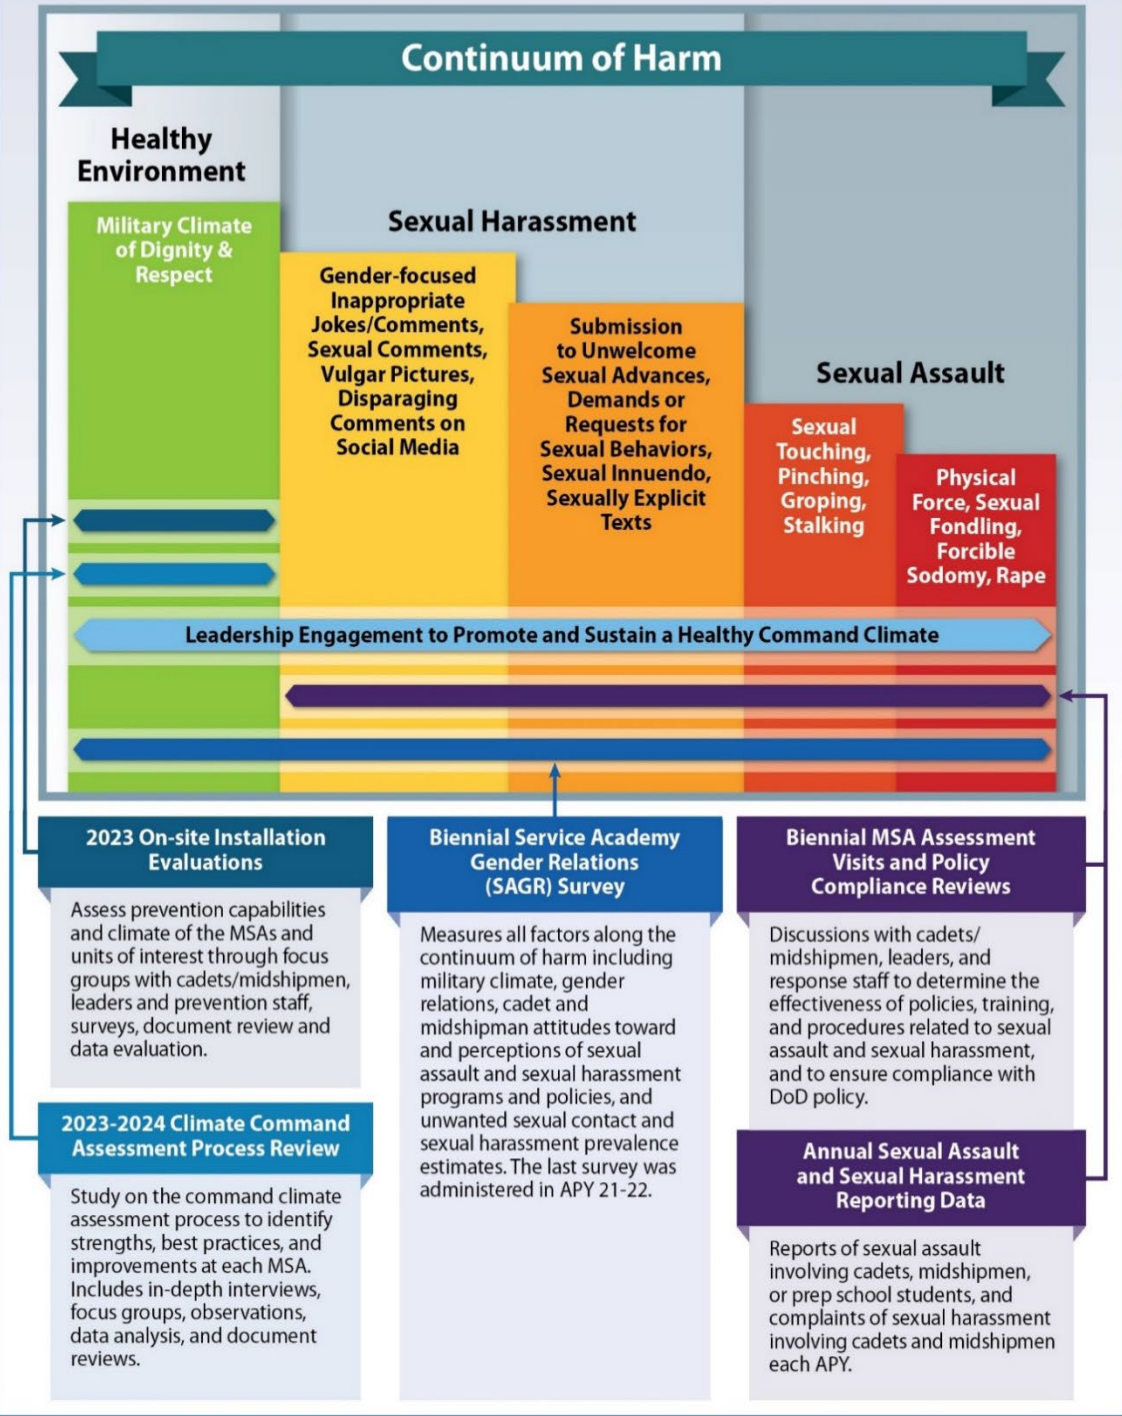 Continuum of Harm
Healthy
Environment
Military Climate
of Dignity &
Respect
Sexual Harassment
Gender-focused
Inappropriate
Jokes/Comments,
Sexual Comments,
Vulgar Pictures,
Disparaging
Comments on
Social Media
Submission
to Unwelcome
Sexual Advances,
Demands or
Requests for
Sexual Behaviors,
Sexual Innuendo,
Sexually Explicit
Texts
Sexual Assault
Sexual
Touching,
Pinching,
Groping,
Stalking
Physical
Force, Sexual
Fondling,
Forcible
Sodomy, Rape
Leadership Engagement to Promote and Sustain a Healthy Command Climate
2023 On-site Installation
Evaluations
Assess prevention capabilities
and climate of the MSAs and
units of interest through focus
groups with cadets/midshipmen,
leaders and prevention staff,
surveys, document review and
data evaluation.
2023-2024 Climate Command
Assessment Process Review
Study on the command climate
assessment process to identify
strengths, best practices, and
improvements at each MSA.
Includes in-depth interviews,
focus groups, observations,
data analysis, and document
reviews.
Biennial Service Academy
Gender Relations
(SAGR) Survey
Measures all factors along the
continuum of harm including
military climate, gender
relations, cadet and
midshipman attitudes toward
and perceptions of sexual
assault and sexual harassment
programs and policies, and
unwanted sexual contact and
sexual harassment prevalence
estimates. The last survey was
administered in APY 21-22.
Biennial MSA Assessment
Visits and Policy
Compliance Reviews
Discussions with cadets/
midshipmen, leaders, and
response staff to determine the
effectiveness of policies, training,
and procedures related to sexual
assault and sexual harassment,
and to ensure compliance with
DoD policy.
Annual Sexual Assault
and Sexual Harassment
Reporting Data
Reports of sexual assault
involving cadets, midshipmen,
or prep school students, and
complaints of sexual harassment
involving cadets and midshipmen
each APY.